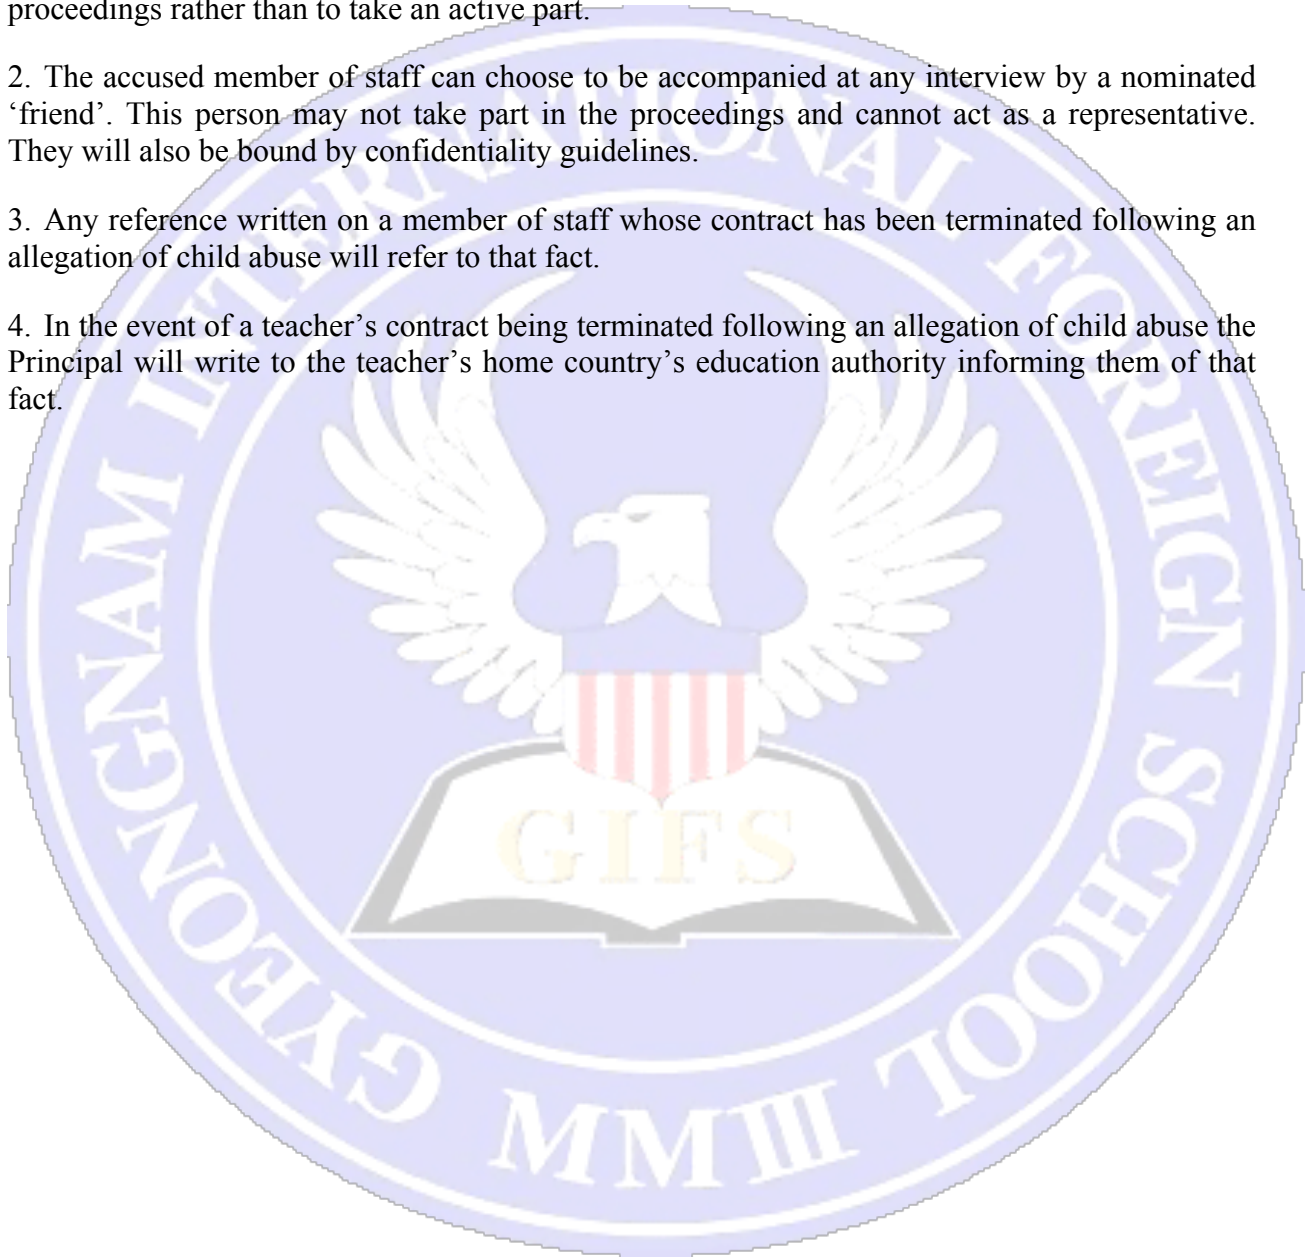 proceedings rather than to take an active part.
2. The accused member of staff can choose to be accompanied at any interview by a nominated
‘friend’. This person may not take part in the proceedings and cannot act as a representative.
They will also be bound by confidentiality guidelines.
3. Any reference written on a member of staff whose contract has been terminated following an
allegation of child abuse will refer to that fact.
4. In the event of a teacher’s contract being terminated following an allegation of child abuse the
Principal will write to the teacher’s home country’s education authority informing them of that
fact.
GYEONGNAM INTERNATIONAL FOREIGN SCHOOL
GIFS
MMIII